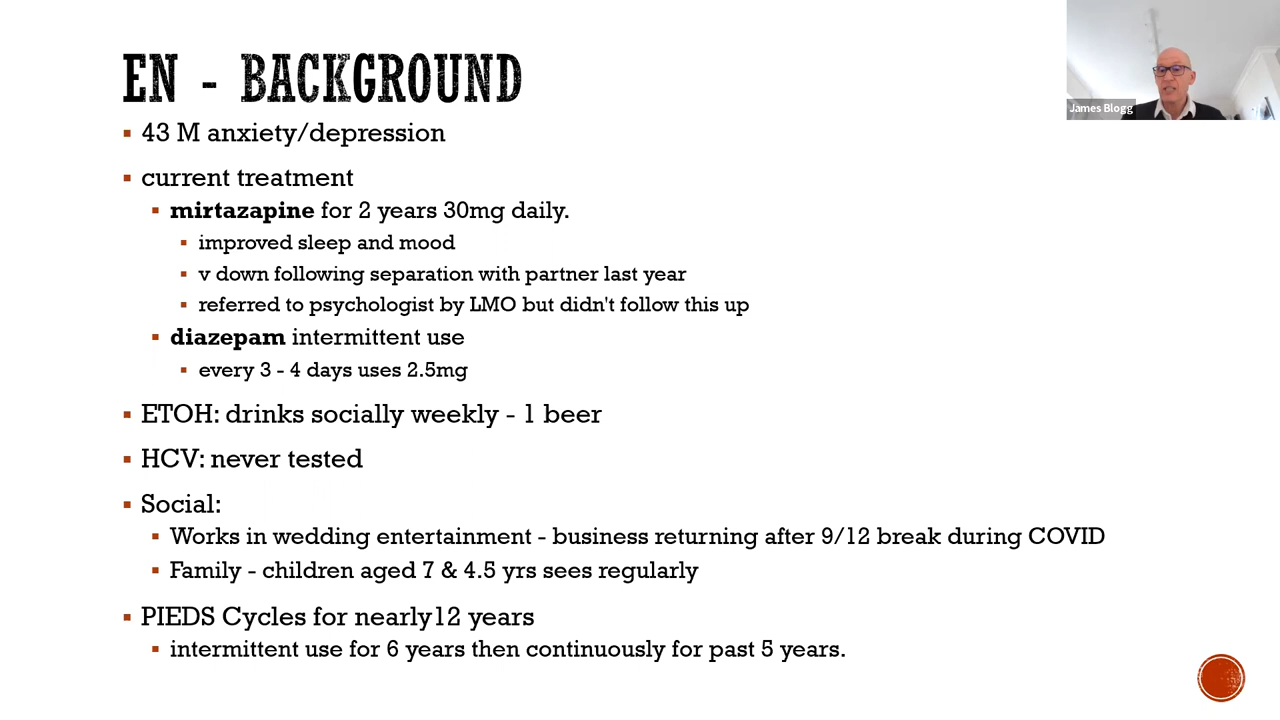 EN - BACKGROUND
James Blogg
43 M anxiety/depression
current treatment
mirtazapine for 2 years 30mg daily.
improved sleep and mood
v down following separation with partner last year
referred to psychologist by LMO but didn't follow this up
diazepam intermittent use
every 3 - 4 days uses 2.5mg
ETOH: drinks socially weekly - 1 beer
HCV: never tested
Social:
Works in wedding entertainment - business returning after 9/12 break during COVID
Family - children aged 7 & 4.5 yrs sees regularly
PIEDS Cycles for nearly12 years
intermittent use for 6 years then continuously for past 5 years.